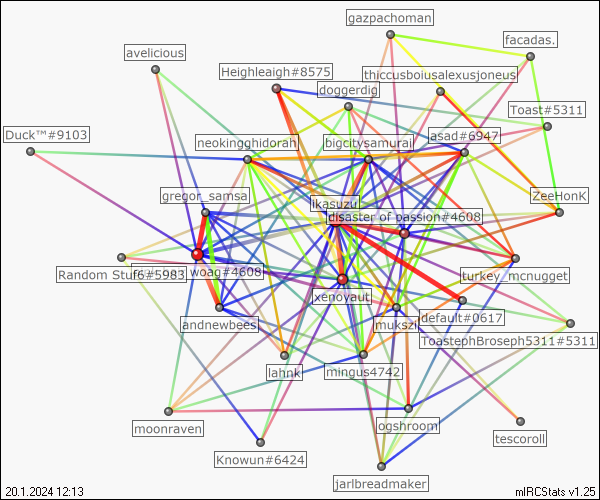 gazpachoman
facadas.
avelicious
Heighleaigh#8575
thiccusboiusalexusjoneus
doggerdig
Toast#5311
Duck™#9103
neokingghidorah
bigcitysamurai
asad#6947
gregor_samsa
ZeeHonK
ikasuzu
disaster of passion#4608
Random Stuff#5983
woag#4608
turkey_mcnugget
xenovaut
andnewbees
mukszi
default#0617
ToastephBroseph5311#5311
lahnk
mingus4742
moonraven
ogshroom
tescoroll
Knowun#6424
jarlbreadmaker
20.1.2024 12:13
mIRCStats v1.25